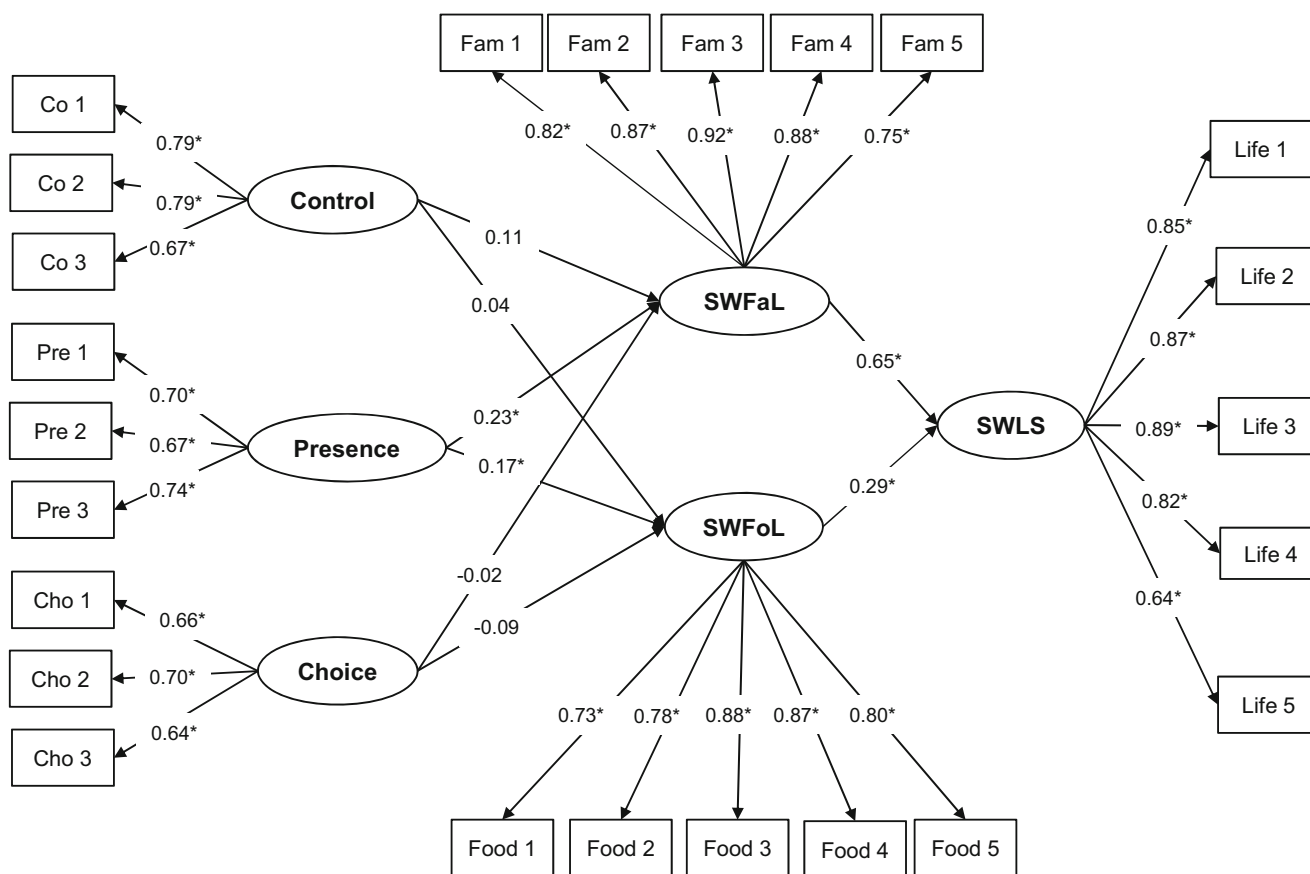 Fam 1
Fam 2
Fam 3
Fam 4
Fam 5
0.82*
0.87*
0.92*
0.88*
0.75*
Co 1
Co 2
Co 3
0.79*
0.79*
0.67*
Control
0.11
0.04
Pre 1
Pre 2
Pre 3
0.70*
0.67*
0.74*
Presence
0.23*
0.17*
Cho 1
Cho 2
Cho 3
0.66*
0.70*
0.64*
Choice
-0.02
-0.09
SWFaL
0.65*
SWFoL
0.29*
SWLS
0.85*
0.87*
0.89*
0.82*
0.64*
Life 1
Life 2
Life 3
Life 4
Life 5
0.73*
0.78*
0.88*
0.87*
0.80*
Food 1
Food 2
Food 3
Food 4
Food 5